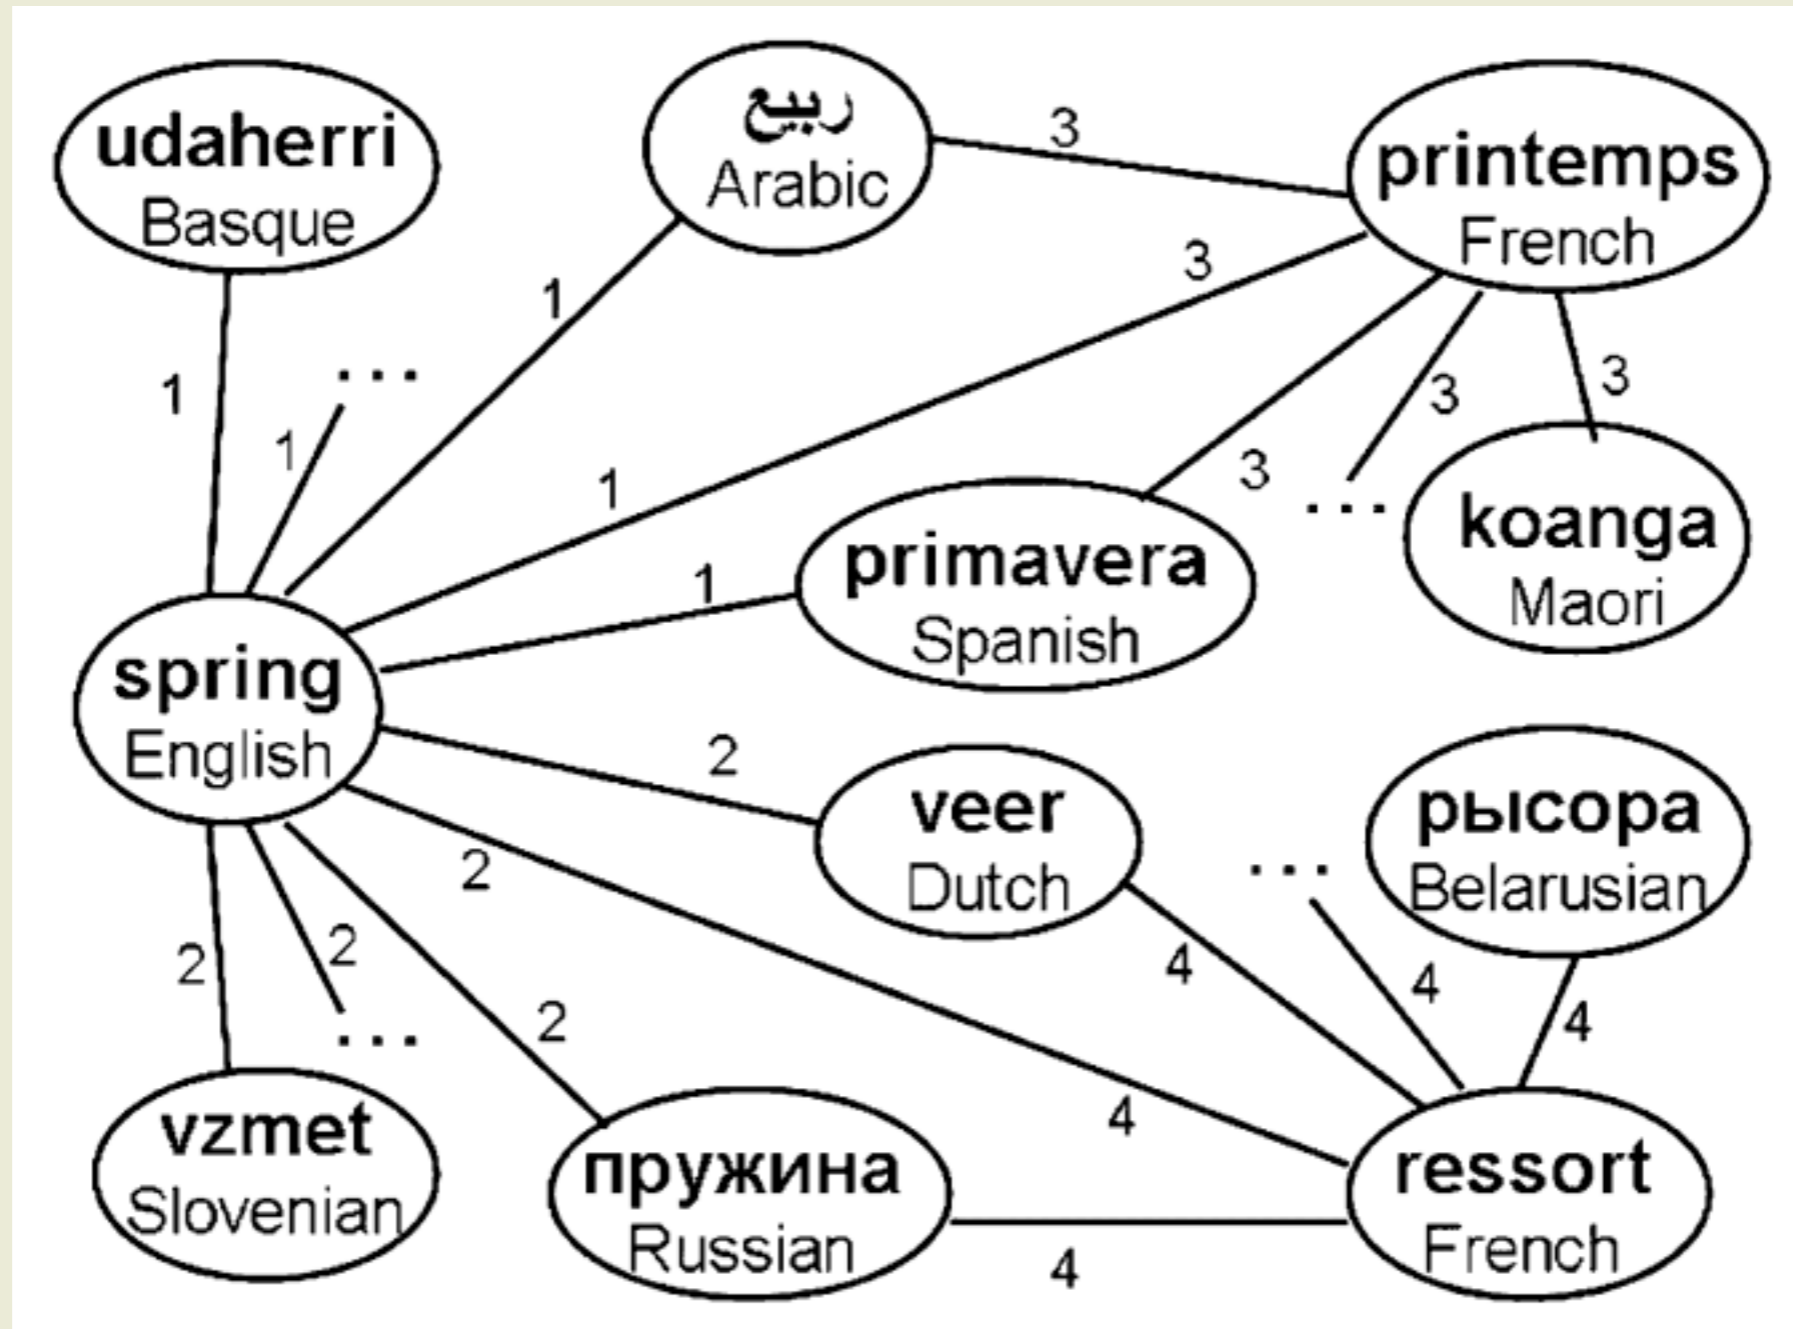 udaherri
Basque
ربيع
Arabic
printemps
French
3
3
1
1
...
1
1
3
3
3
...
koanga
Maori
primavera
Spanish
1
spring
English
2
veer
Dutch
...
рысора
Belarusian
2
4
4
4
2
2
...
2
4
vzmet
Slovenian
пружина
Russian
4
ressort
French